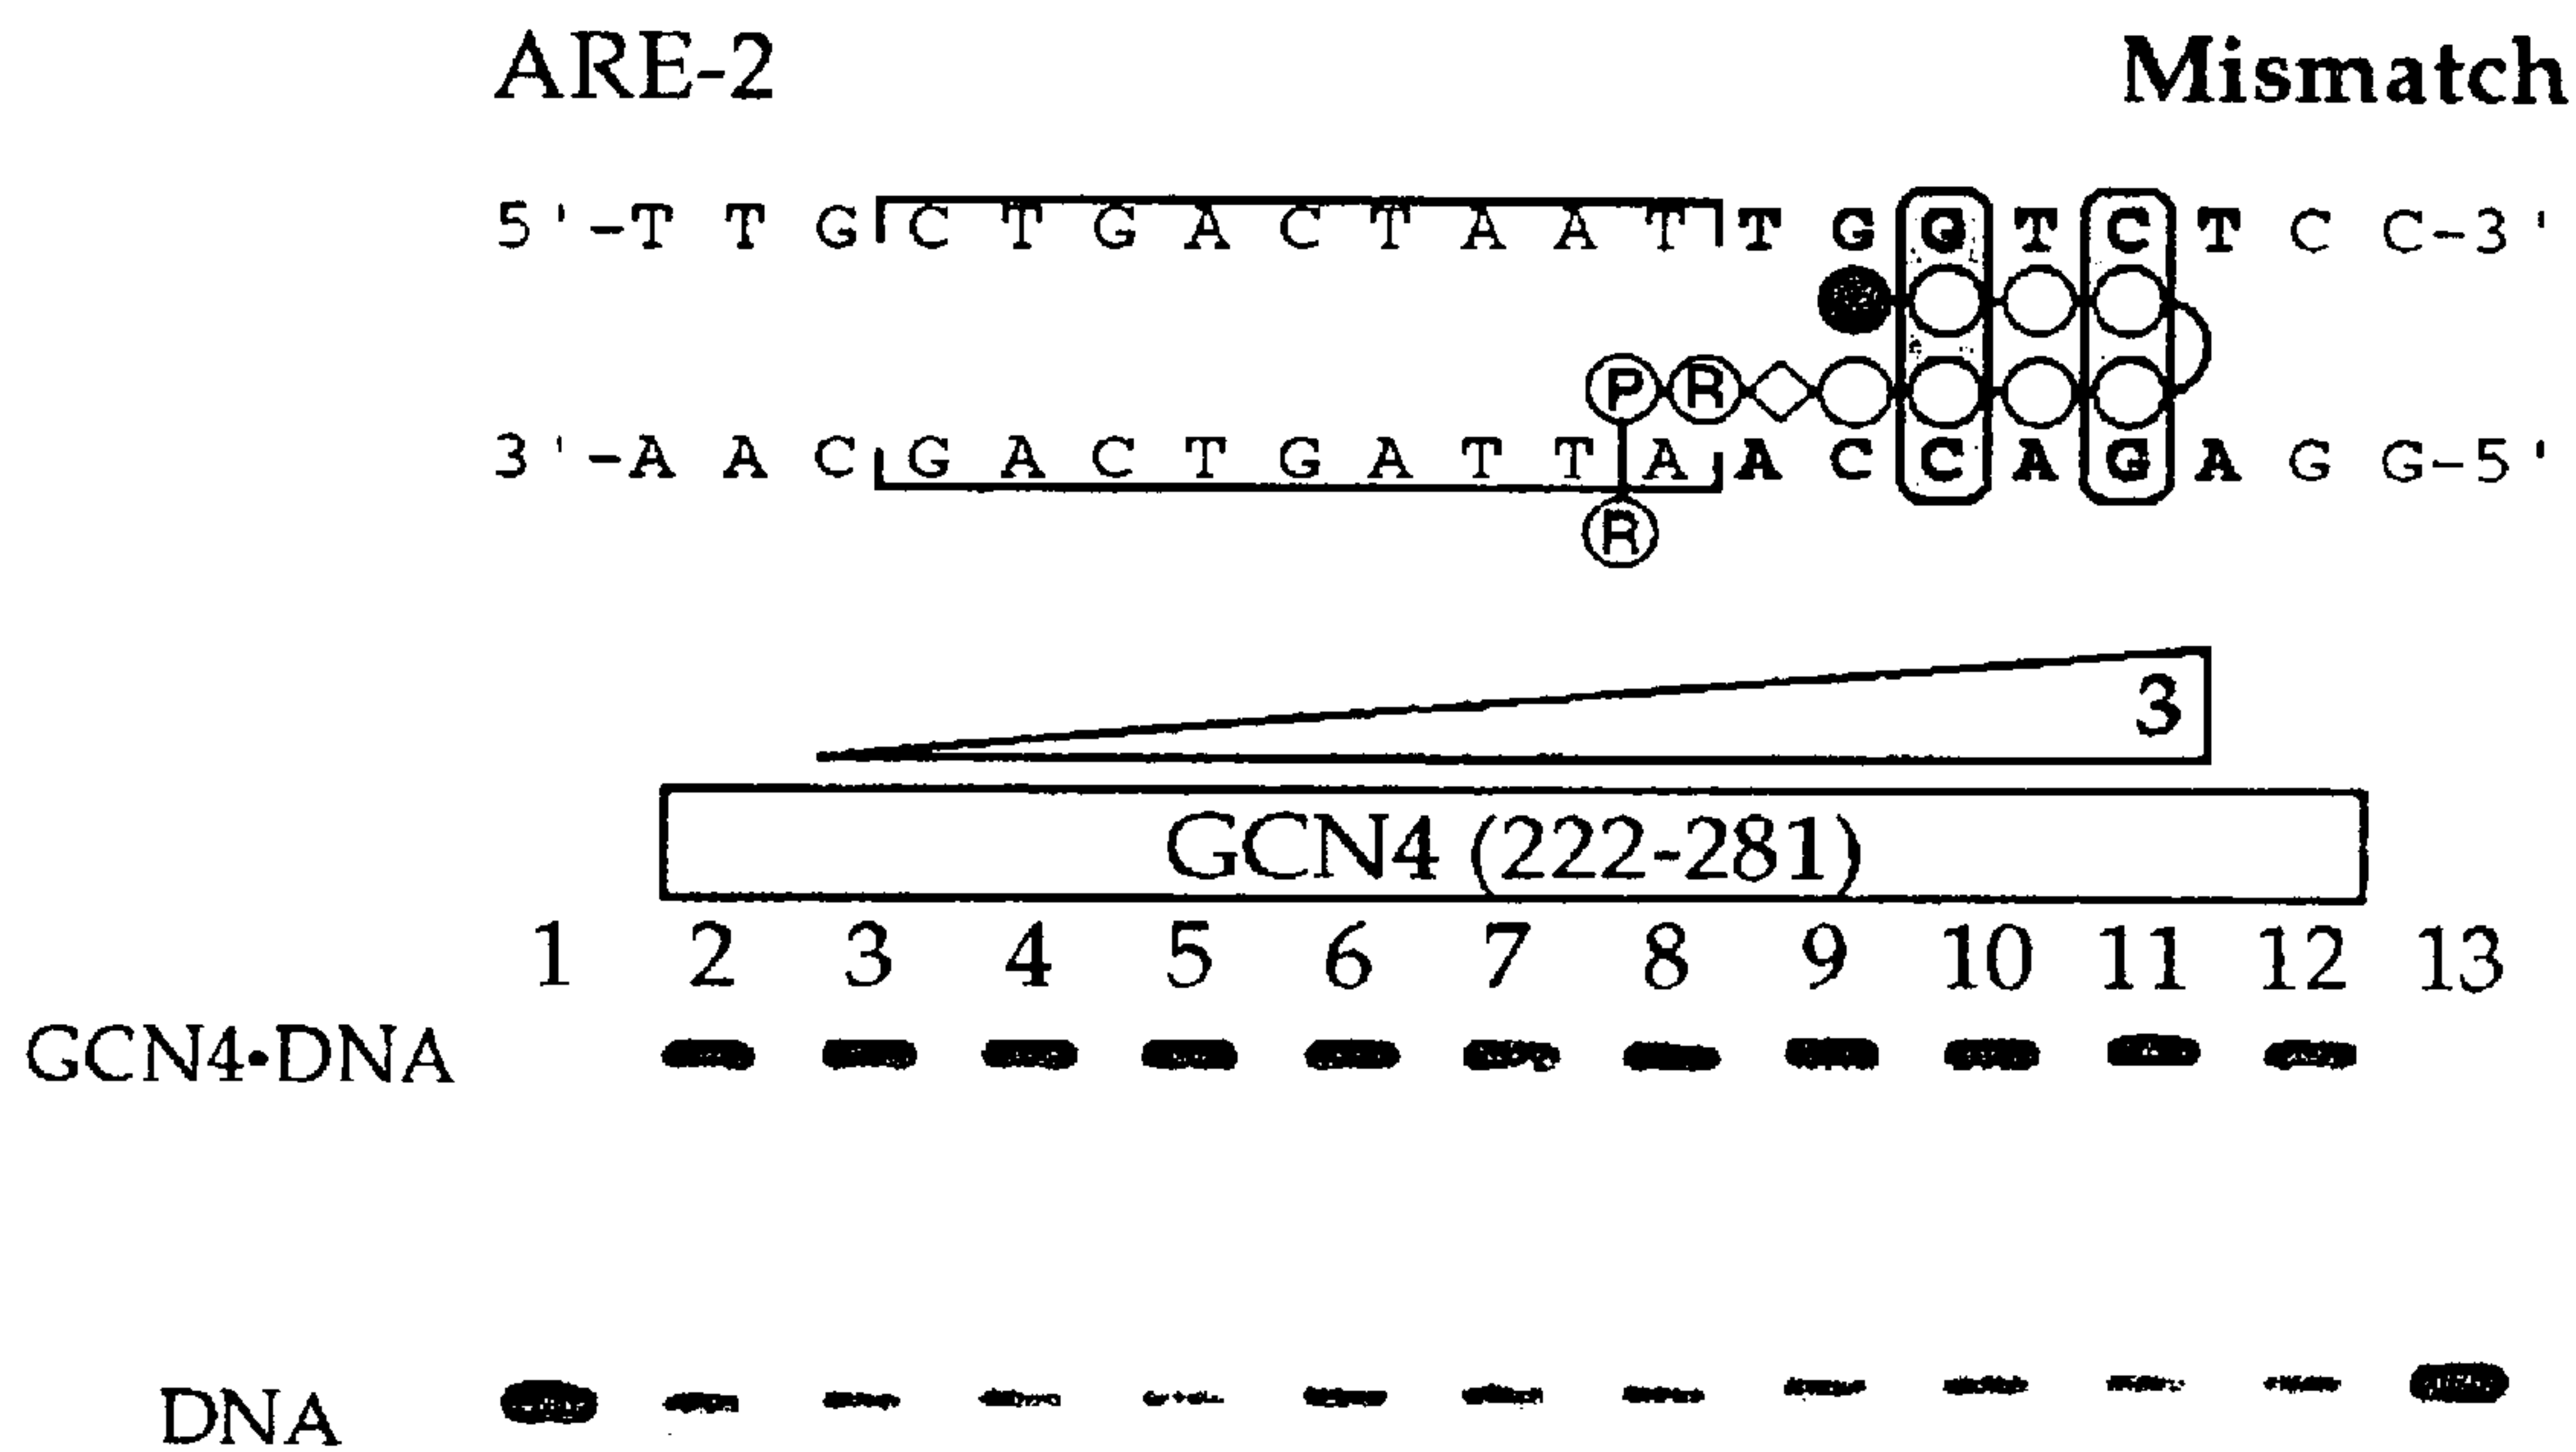 ARE-2 Mismatch
5'-T T G C T G A C T A A T T G G T C T C C-3'
P R
3'-A A C G A C T G A T T A A C C A G A G G-5'
R
3
GCN4 (222-281)
1 2 3 4 5 6 7 8 9 10 11 12 13
GCN4•DNA
DNA